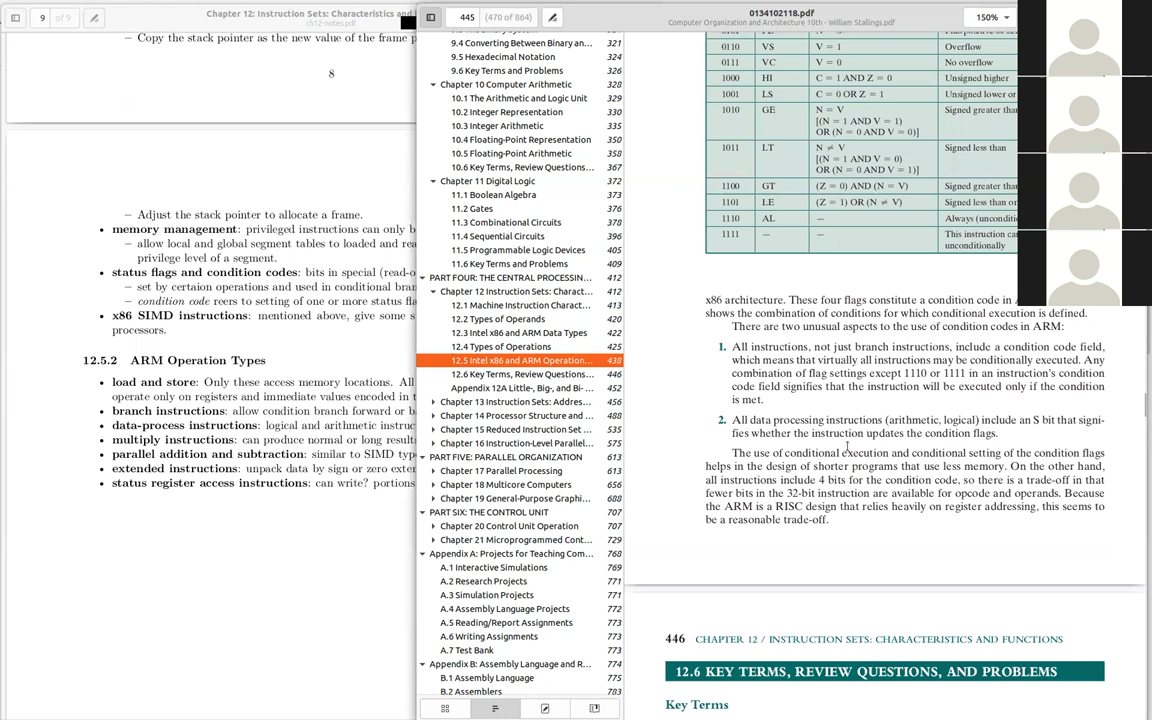 9 of 9
Chapter 12: Instruction Sets: Characteristics and
ch12-notes.pdf
– Copy the stack pointer as the new value of the frame p
8
– Adjust the stack pointer to allocate a frame.
• memory management: privileged instructions can only b
– allow local and global segment tables to loaded and rea
privilege level of a segment.
• status flags and condition codes: bits in special (read-o
– set by certaion operations and used in conditional bran
– condition code reers to setting of one or more status fla
• x86 SIMD instructions: mentioned above, give some s
processors.
12.5.2 ARM Operation Types
• load and store: Only these access memory locations. All
operate only on registers and immediate values encoded in t
• branch instructions: allow condition branch forward or b
• data-process instructions: logical and arithmetic instruc
• multiply instructions: can produce normal or long results
• parallel addition and subtraction: similar to SIMD typ
• extended instructions: unpack data by sign or zero exten
• status register access instructions: can write? portions
445 (470 of 864)
0134102118.pdf
Computer Organization and Architecture 10th - William Stallings.pdf
150%
9.4 Converting Between Binary an... 321
9.5 Hexadecimal Notation 324
9.6 Key Terms and Problems 326
Chapter 10 Computer Arithmetic 328
10.1 The Arithmetic and Logic Unit 329
10.2 Integer Representation 330
10.3 Integer Arithmetic 335
10.4 Floating-Point Representation 350
10.5 Floating-Point Arithmetic 358
10.6 Key Terms, Review Questions... 367
Chapter 11 Digital Logic 372
11.1 Boolean Algebra 373
11.2 Gates 376
11.3 Combinational Circuits 378
11.4 Sequential Circuits 396
11.5 Programmable Logic Devices 405
11.6 Key Terms and Problems 409
PART FOUR: THE CENTRAL PROCESSIN... 412
Chapter 12 Instruction Sets: Charact... 412
12.1 Machine Instruction Charact... 413
12.2 Types of Operands 420
12.3 Intel x86 and ARM Data Types 422
12.4 Types of Operations 425
12.5 Intel x86 and ARM Operation... 438
12.6 Key Terms, Review Questions... 446
Appendix 12A Little-, Big-, and Bi-... 452
Chapter 13 Instruction Sets: Addres... 456
Chapter 14 Processor Structure and ... 488
Chapter 15 Reduced Instruction Set ... 535
Chapter 16 Instruction-Level Parallel... 575
PART FIVE: PARALLEL ORGANIZATION 613
Chapter 17 Parallel Processing 613
Chapter 18 Multicore Computers 656
Chapter 19 General-Purpose Graphi... 688
PART SIX: THE CONTROL UNIT 707
Chapter 20 Control Unit Operation 707
Chapter 21 Microprogrammed Cont... 729
Appendix A: Projects for Teaching Com... 768
A.1 Interactive Simulations 769
A.2 Research Projects 771
A.3 Simulation Projects 771
A.4 Assembly Language Projects 772
A.5 Reading/Report Assignments 773
A.6 Writing Assignments 773
A.7 Test Bank 773
Appendix B: Assembly Language and R... 774
B.1 Assembly Language 775
B.2 Assemblers 783
0110 VS V = 1 Overflow
0111 VC V = 0 No overflow
1000 HI C = 1 AND Z = 0 Unsigned higher
1001 LS C = 0 OR Z = 1 Unsigned lower or
1010 GE N = V Signed greater than
[(N = 1 AND V = 1)
OR (N = 0 AND V = 0)]
1011 LT N ≠ V Signed less than
[(N = 1 AND V = 0)
OR (N = 0 AND V = 1)]
1100 GT (Z = 0) AND (N = V) Signed greater than
1101 LE (Z = 1) OR (N ≠ V) Signed less than or
1110 AL — Always (unconditi
1111 — — This instruction can
unconditionally
x86 architecture. These four flags constitute a condition code in A
shows the combination of conditions for which conditional execution is defined.
There are two unusual aspects to the use of condition codes in ARM:
1. All instructions, not just branch instructions, include a condition code field,
which means that virtually all instructions may be conditionally executed. Any
combination of flag settings except 1110 or 1111 in an instruction's condition
code field signifies that the instruction will be executed only if the condition
is met.
2. All data processing instructions (arithmetic, logical) include an S bit that signi-
fies whether the instruction updates the condition flags.
The use of conditional execution and conditional setting of the condition flags
helps in the design of shorter programs that use less memory. On the other hand,
all instructions include 4 bits for the condition code, so there is a trade-off in that
fewer bits in the 32-bit instruction are available for opcode and operands. Because
the ARM is a RISC design that relies heavily on register addressing, this seems to
be a reasonable trade-off.
446 CHAPTER 12 / INSTRUCTION SETS: CHARACTERISTICS AND FUNCTIONS
12.6 KEY TERMS, REVIEW QUESTIONS, AND PROBLEMS
Key Terms